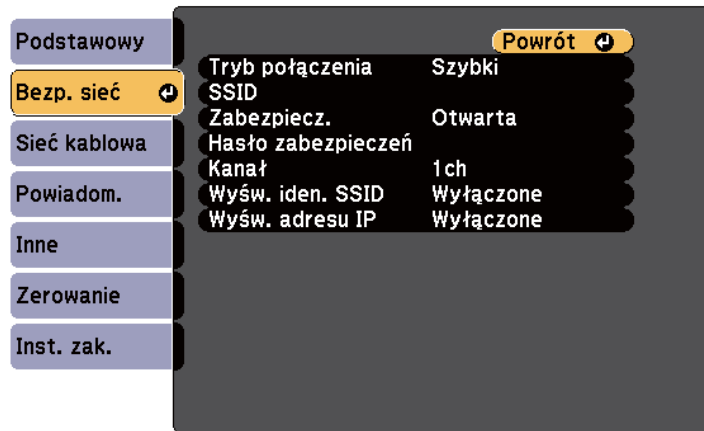 Podstawowy
Bezp. sieć
Sieć kablowa
Powiadom.
Inne
Zerowanie
Inst. zak.
Powrót
Tryb połączenia Szybki
SSID
Zabezpiecz. Otwarta
Hasło zabezpieczeń
Kanał 1ch
Wyśw. iden. SSID Wyłączone
Wyśw. adresu IP Wyłączone